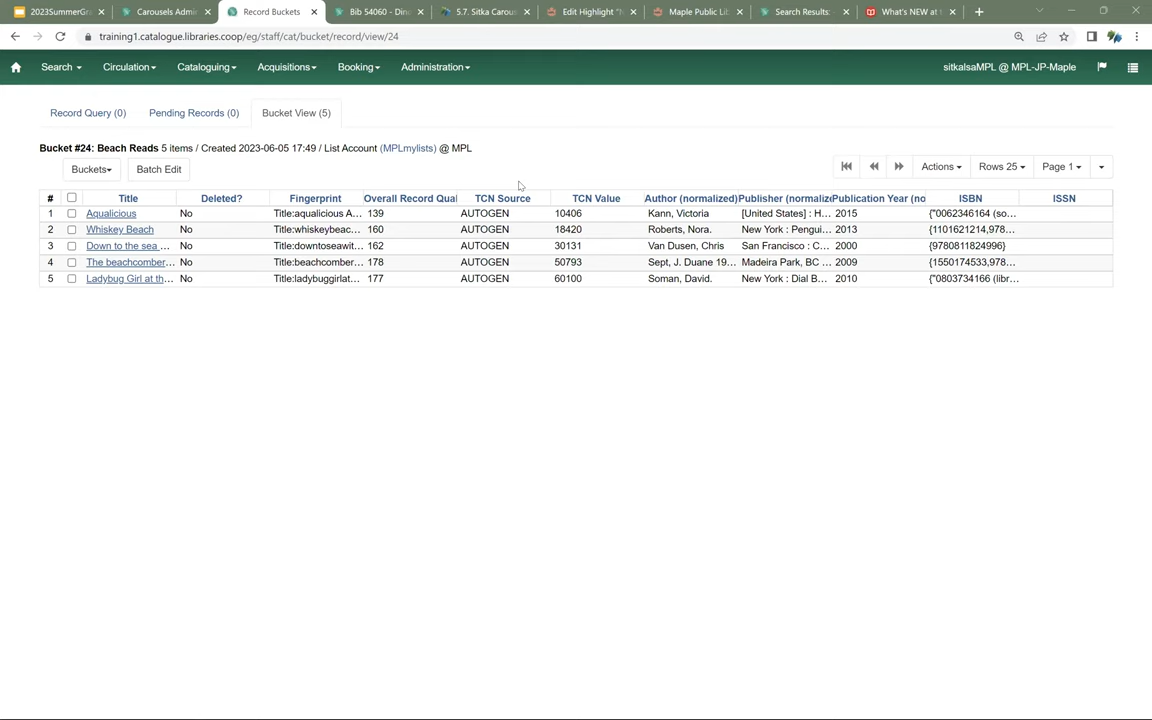 2023SummerGr
Carousels Admi
Record Buckets
Bib 54060 - Din
5.7. Sitka Carou
Edit Highlight "
Maple Public Li
Search Results:
What's NEW at
training1.catalogue.libraries.coop/eg/staff/cat/bucket/record/view/24
Search
Circulation
Cataloguing
Acquisitions
Booking
Administration
sitkalsaMPL @ MPL-JP-Maple
Record Query (0)
Pending Records (0)
Bucket View (5)
Bucket #24: Beach Reads 5 items / Created 2023-06-05 17:49 / List Account (MPLmylists) @ MPL
Buckets
Batch Edit
Actions
Rows 25
Page 1
# Title Deleted? Fingerprint Overall Record Qual TCN Source TCN Value Author (normalized) Publisher (normalize Publication Year (no ISBN ISSN
1 Aqualicious No Title:aqualicious A... 139 AUTOGEN 10406 Kann, Victoria [United States] : H... 2015 {"0062346164 (so...
2 Whiskey Beach No Title:whiskeybeac... 160 AUTOGEN 18420 Roberts, Nora. New York : Pengui... 2013 {1101621214,978...
3 Down to the sea ... No Title:downtoseawit... 162 AUTOGEN 30131 Van Dusen, Chris San Francisco : C... 2000 {9780811824996}
4 The beachcomber... No Title:beachcomber... 178 AUTOGEN 50793 Sept, J. Duane 19... Madeira Park, BC ... 2009 {1550174533,978...
5 Ladybug Girl at th... No Title:ladybuggirlat... 177 AUTOGEN 60100 Soman, David. New York : Dial B... 2010 {"0803734166 (libr...